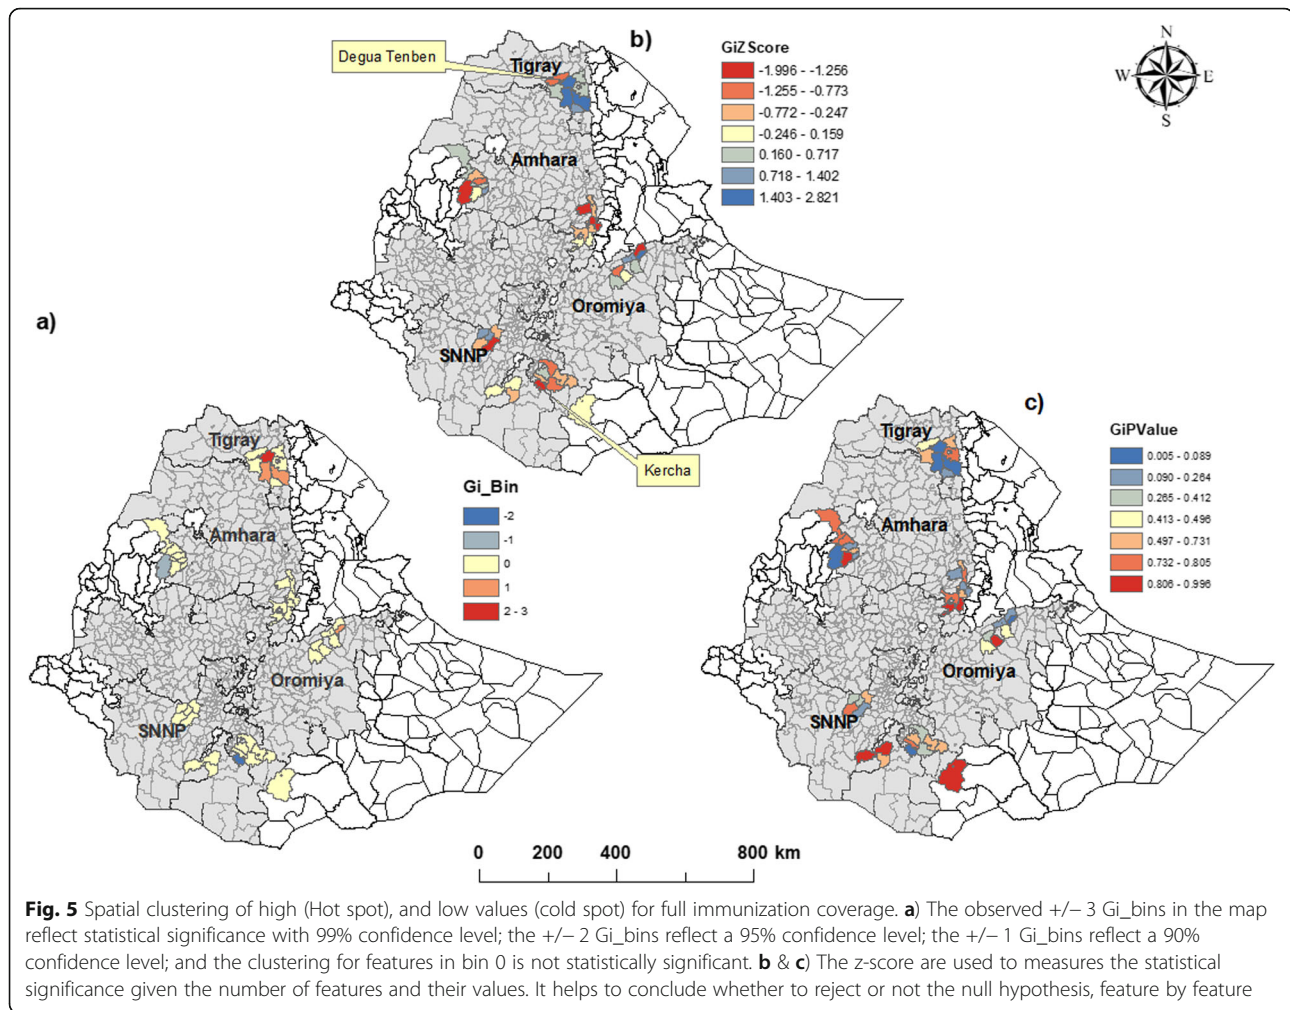 b)
Degua Tenben
Tigray
Amhara
Oromiya
SNNP
Kercha
GiZScore
-1.996 - -1.256
-1.255 - -0.773
-0.772 - -0.247
-0.246 - 0.159
0.160 - 0.717
0.718 - 1.402
1.403 - 2.821
N
W
E
S
a)
Tigray
Amhara
Oromiya
SNNP
Gi_Bin
-2
-1
0
1
2 - 3
c)
Tigray
Amhara
Oromiya
SNNP
GiPValue
0.005 - 0.089
0.090 - 0.264
0.265 - 0.412
0.413 - 0.496
0.497 - 0.731
0.732 - 0.805
0.806 - 0.996
0 200 400 800 km
Fig. 5 Spatial clustering of high (Hot spot), and low values (cold spot) for full immunization coverage. a) The observed +/− 3 Gi_bins in the map
reflect statistical significance with 99% confidence level; the +/− 2 Gi_bins reflect a 95% confidence level; the +/− 1 Gi_bins reflect a 90%
confidence level; and the clustering for features in bin 0 is not statistically significant. b & c) The z-score are used to measures the statistical
significance given the number of features and their values. It helps to conclude whether to reject or not the null hypothesis, feature by feature